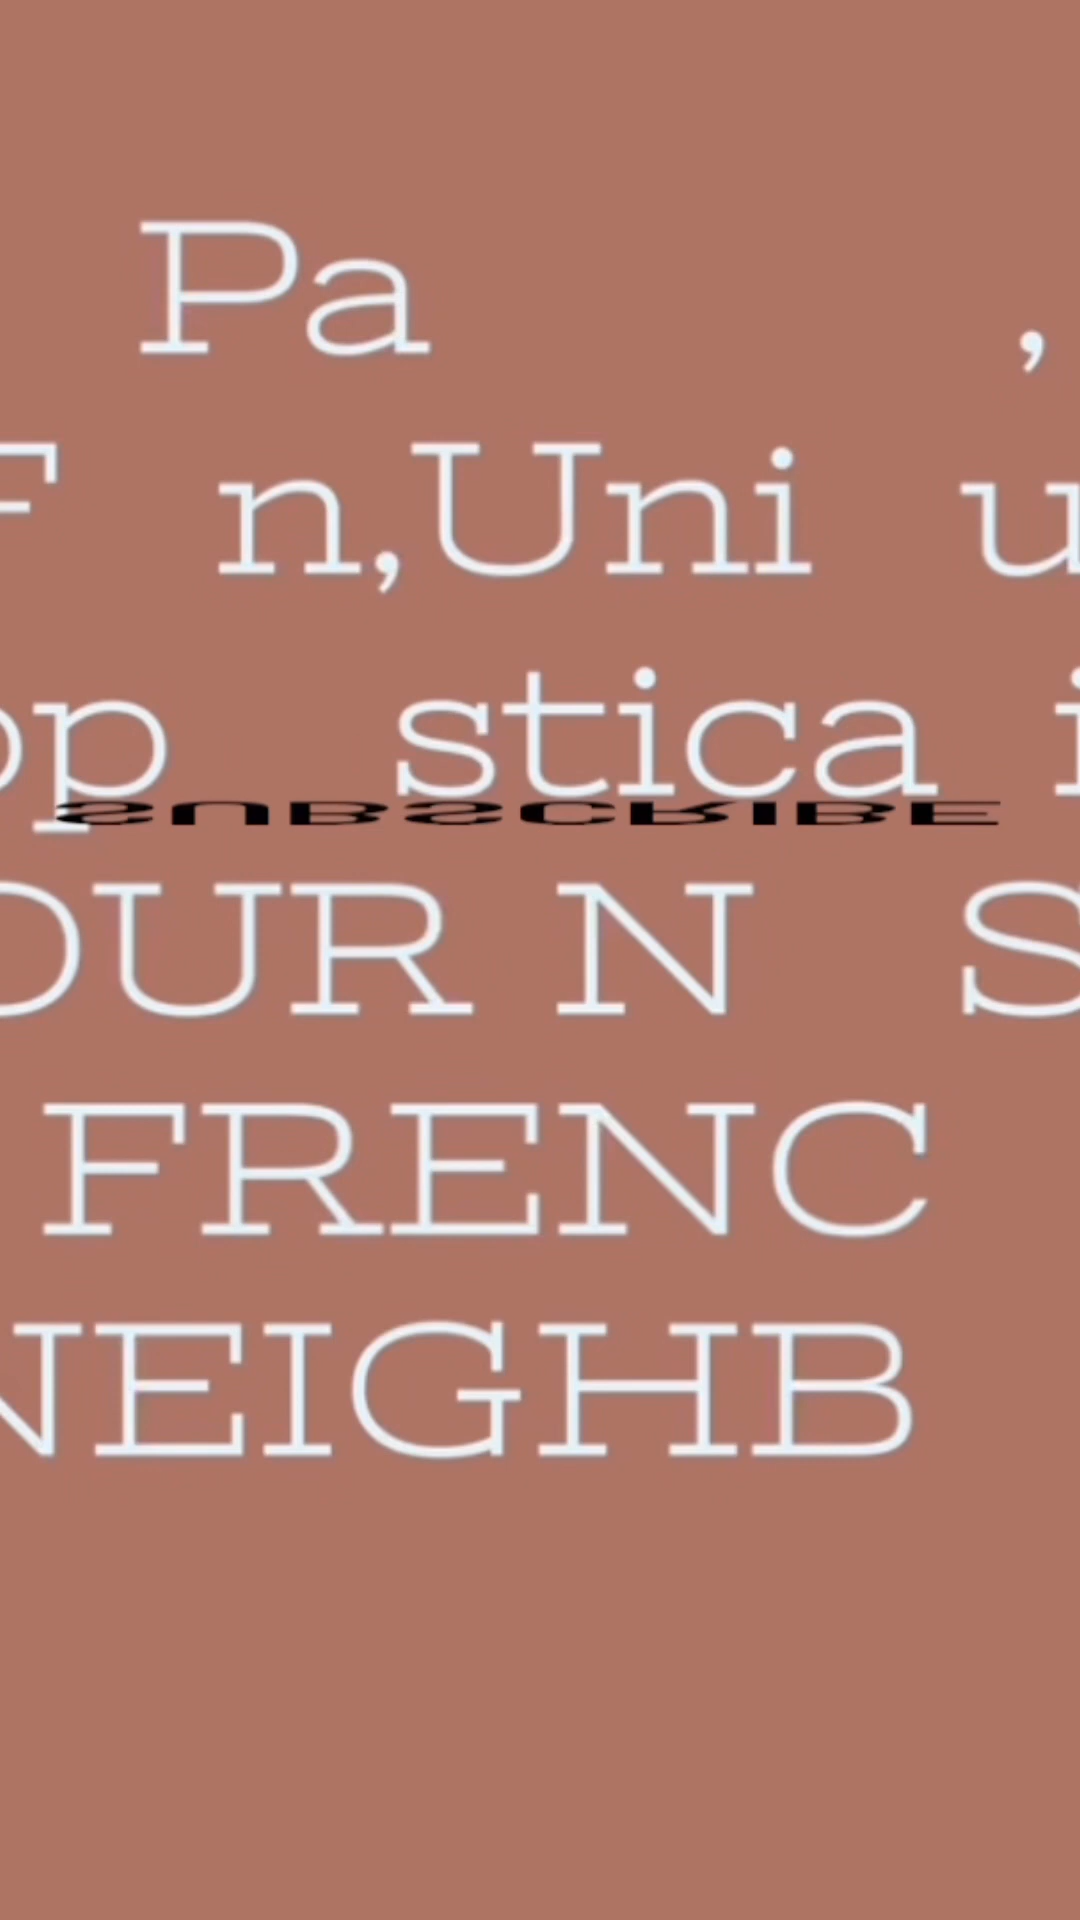 Pa ,
F n,Uni u
op stica i
SUBSCRIBE
OUR N S
FRENC
NEIGHB